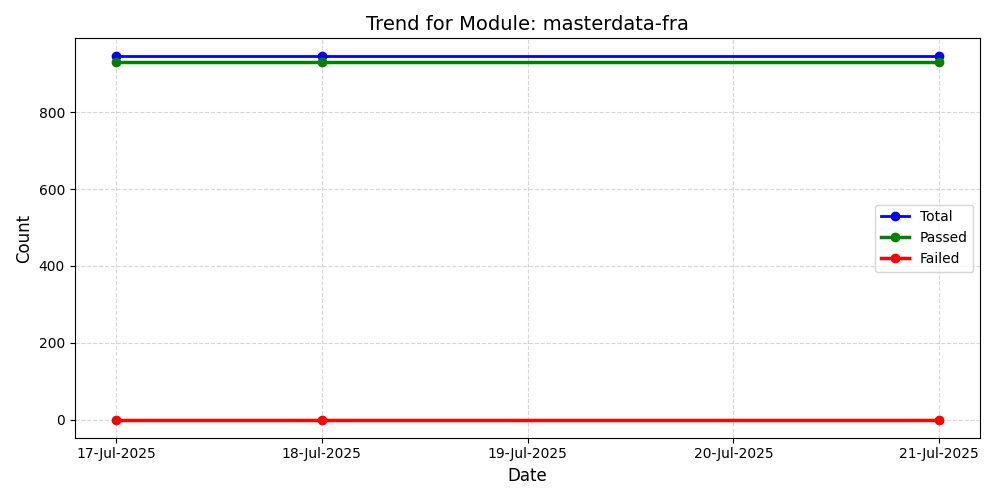 Trend for Module: masterdata-fra
Count
800
600
400
200
0
Total
Passed
Failed
17-Jul-2025
18-Jul-2025
19-Jul-2025
20-Jul-2025
21-Jul-2025
Date